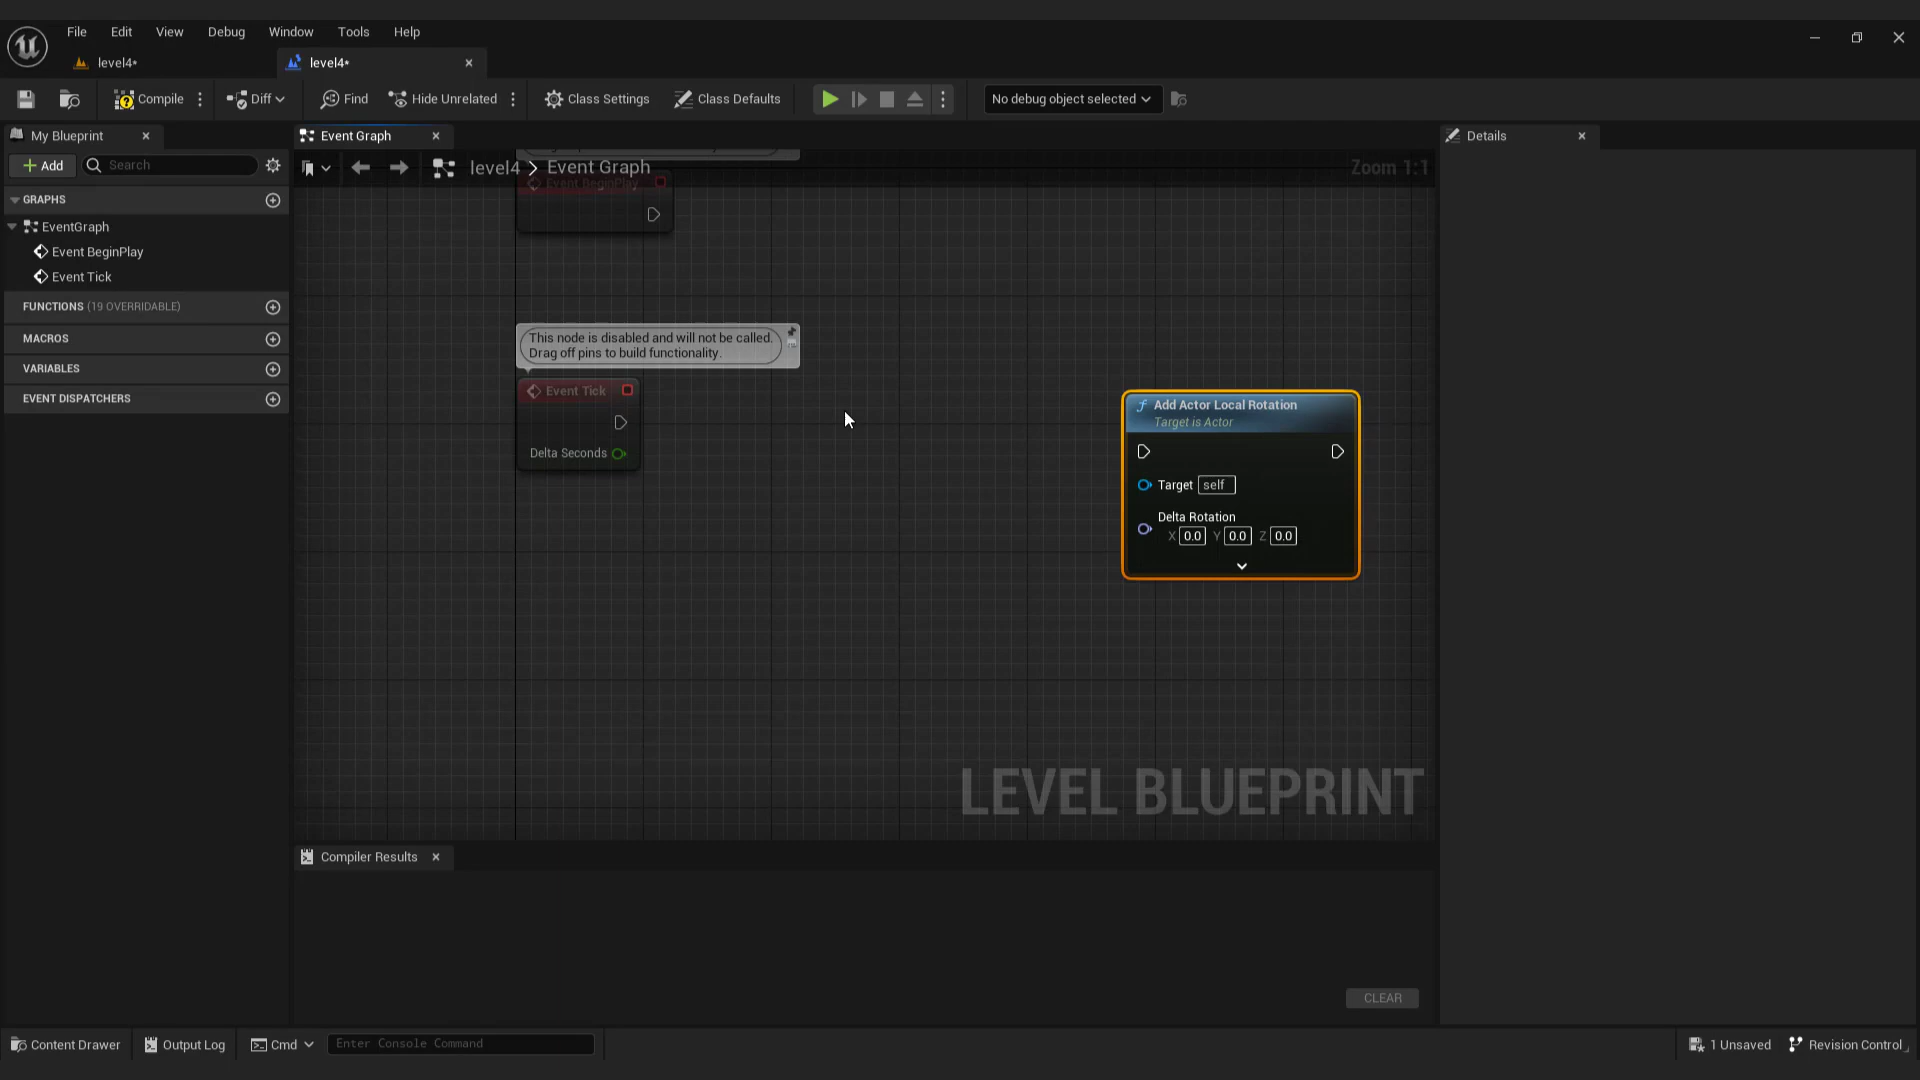 File Edit View Debug Window Tools Help
level4*
level4*
Compile Diff Find Hide Unrelated Class Settings Class Defaults No debug object selected
My Blueprint
Event Graph
Details
Add Search
level4 > Event Graph
Zoom 1:1
Event BeginPlay
GRAPHS
EventGraph
Event BeginPlay
Event Tick
FUNCTIONS (19 OVERRIDABLE)
MACROS
VARIABLES
EVENT DISPATCHERS
This node is disabled and will not be called.
Drag off pins to build functionality.
Event Tick
Delta Seconds
Add Actor Local Rotation
Target is Actor
Target self
Delta Rotation
X 0.0 Y 0.0 Z 0.0
LEVEL BLUEPRINT
Compiler Results
CLEAR
Content Drawer Output Log Cmd Enter Console Command 1 Unsaved Revision Control